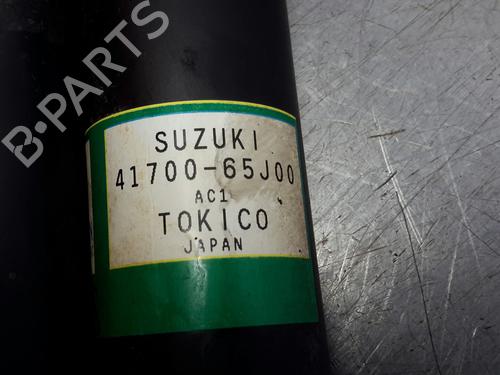 B-PARTS
SUZUKI
41700-65J00
AC1
TOKICO
JAPAN